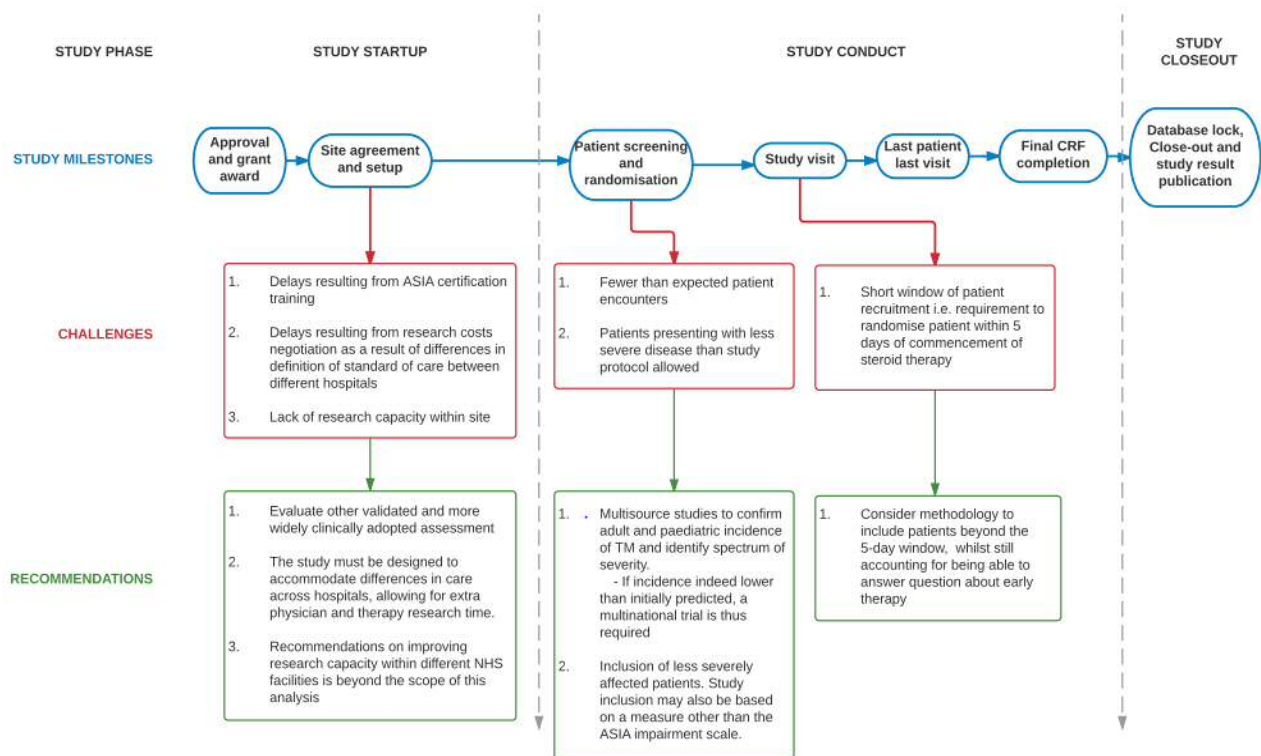 STUDY PHASE
STUDY STARTUP
STUDY CONDUCT
STUDY
CLOSEOUT
STUDY MILESTONES
Approval
and grant
award
Site agreement
and setup
Patient screening
and
randomisation
Study visit
Last patient
last visit
Final CRF
completion
Database lock,
Close-out and
study result
publication
CHALLENGES
1. Delays resulting from ASIA certification
training
2. Delays resulting from research costs
negotiation as a result of differences in
definition of standard of care between
different hospitals
3. Lack of research capacity within site
1. Fewer than expected patient
encounters
2. Patients presenting with less
severe disease than study
protocol allowed
1. Short window of patient
recruitment i.e. requirement to
randomise patient within 5
days of commencement of
steroid therapy
RECOMMENDATIONS
1. Evaluate other validated and more
widely clinically adopted assessment
2. The study must be designed to
accommodate differences in care
across hospitals, allowing for extra
physician and therapy research time.
3. Recommendations on improving
research capacity within different NHS
facilities is beyond the scope of this
analysis
1. Multisource studies to confirm
adult and paediatric incidence
of TM and identify spectrum of
severity.
- If incidence indeed lower
than initially predicted, a
multinational trial is thus
required
2. Inclusion of less severely
affected patients. Study
inclusion may also be based
on a measure other than the
ASIA impairment scale.
1. Consider methodology to
include patients beyond the
5-day window, whilst still
accounting for being able to
answer question about early
therapy